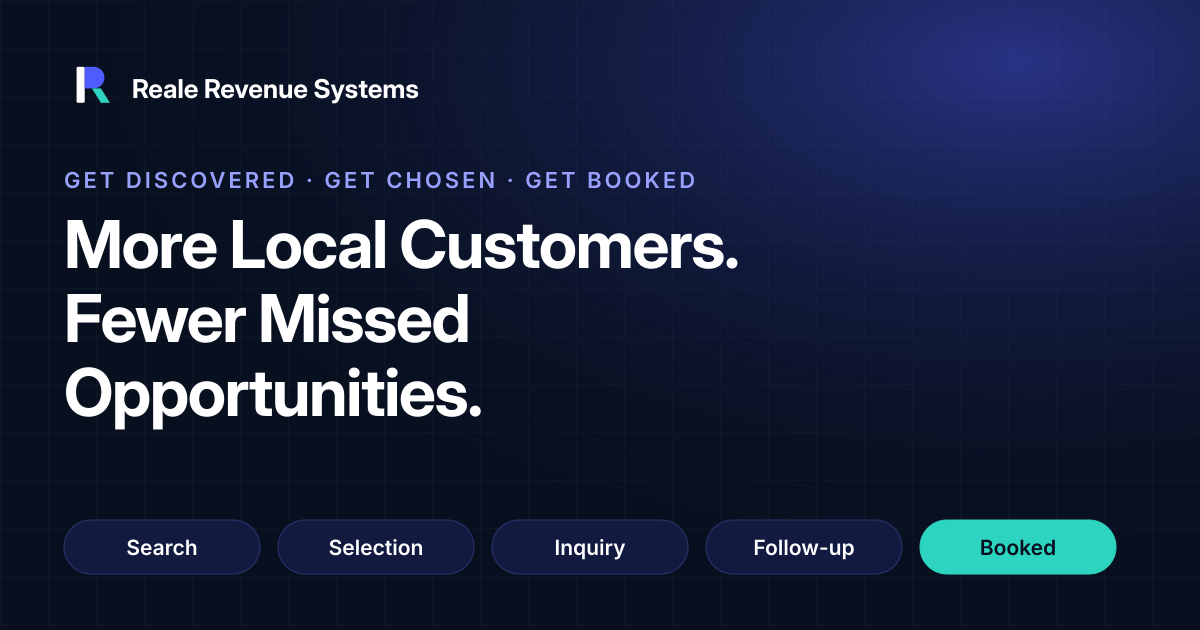 Reale Revenue Systems
GET DISCOVERED · GET CHOSEN · GET BOOKED
More Local Customers.
Fewer Missed
Opportunities.
Search
Selection
Inquiry
Follow-up
Booked